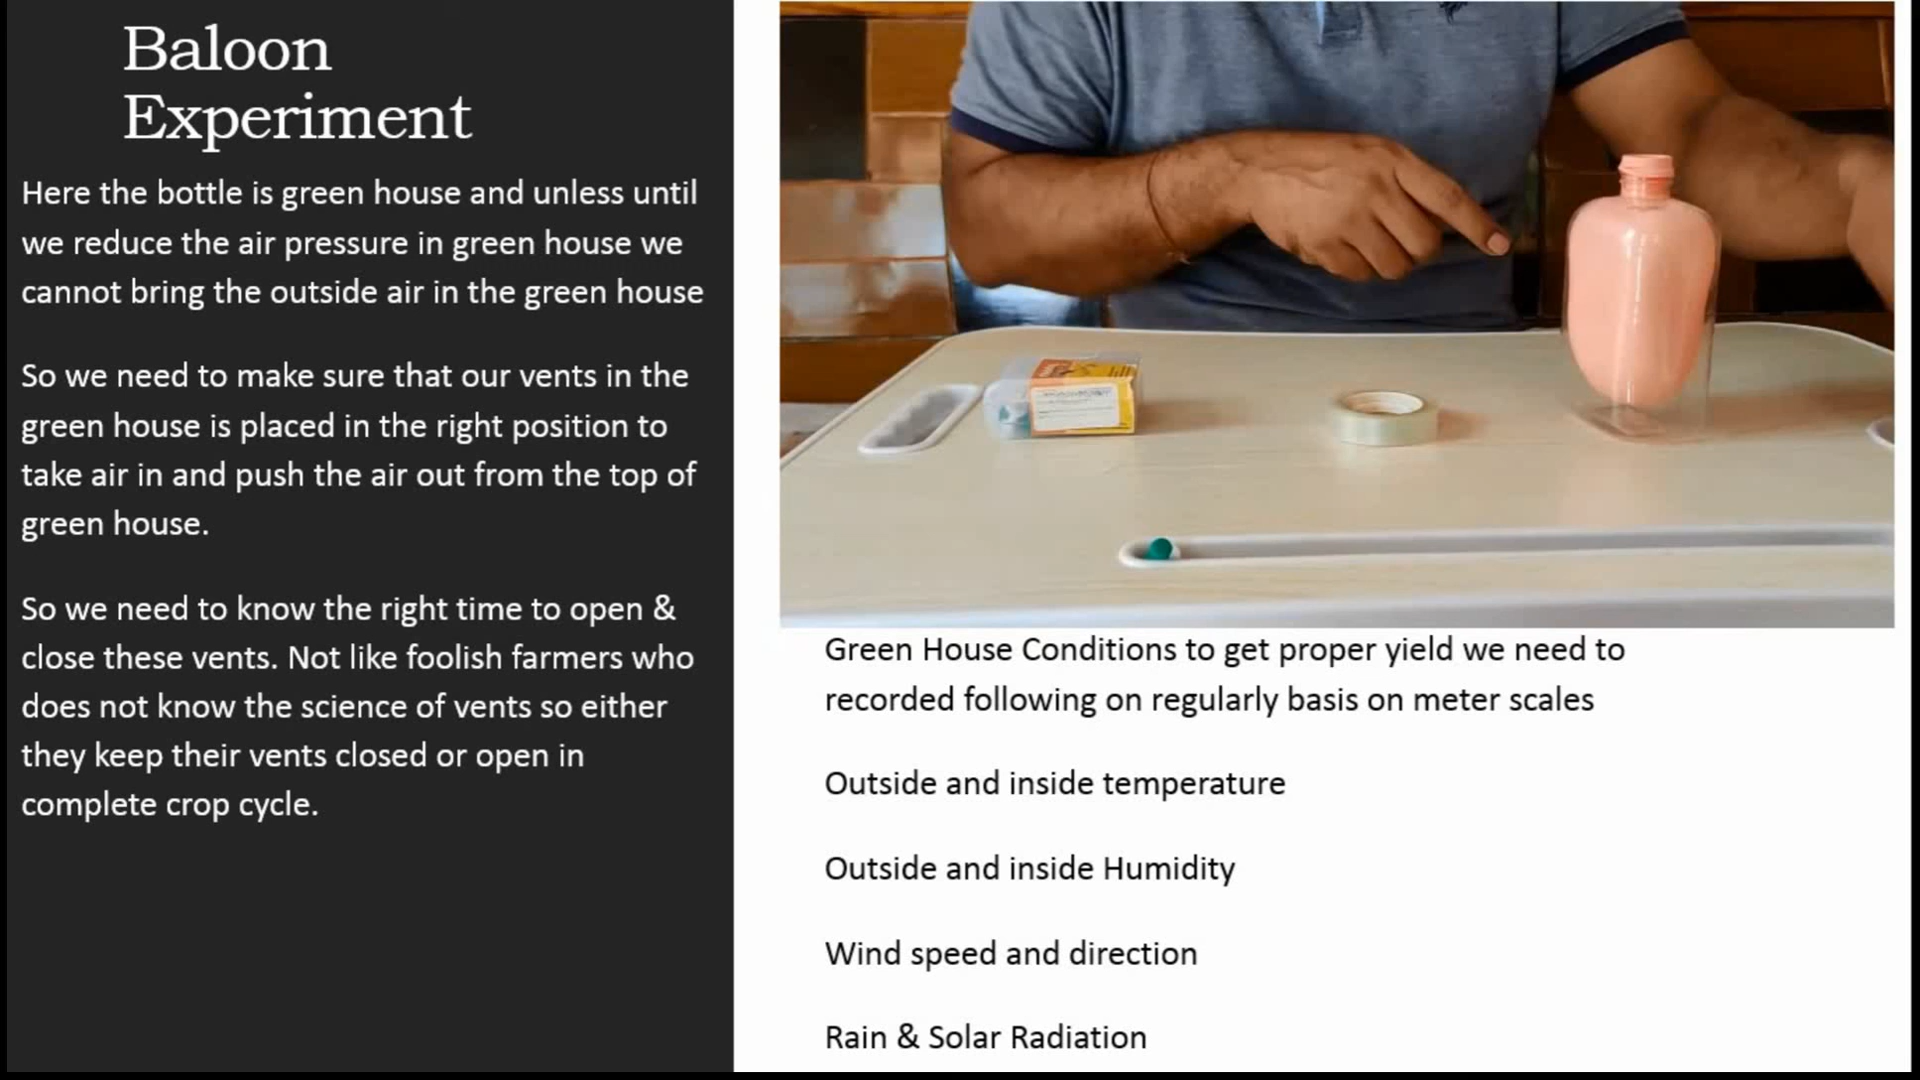 Baloon
Experiment
Here the bottle is green house and unless until
we reduce the air pressure in green house we
cannot bring the outside air in the green house
So we need to make sure that our vents in the
green house is placed in the right position to
take air in and push the air out from the top of
green house.
So we need to know the right time to open &
close these vents. Not like foolish farmers who
does not know the science of vents so either
they keep their vents closed or open in
complete crop cycle.
Green House Conditions to get proper yield we need to
recorded following on regularly basis on meter scales
Outside and inside temperature
Outside and inside Humidity
Wind speed and direction
Rain & Solar Radiation